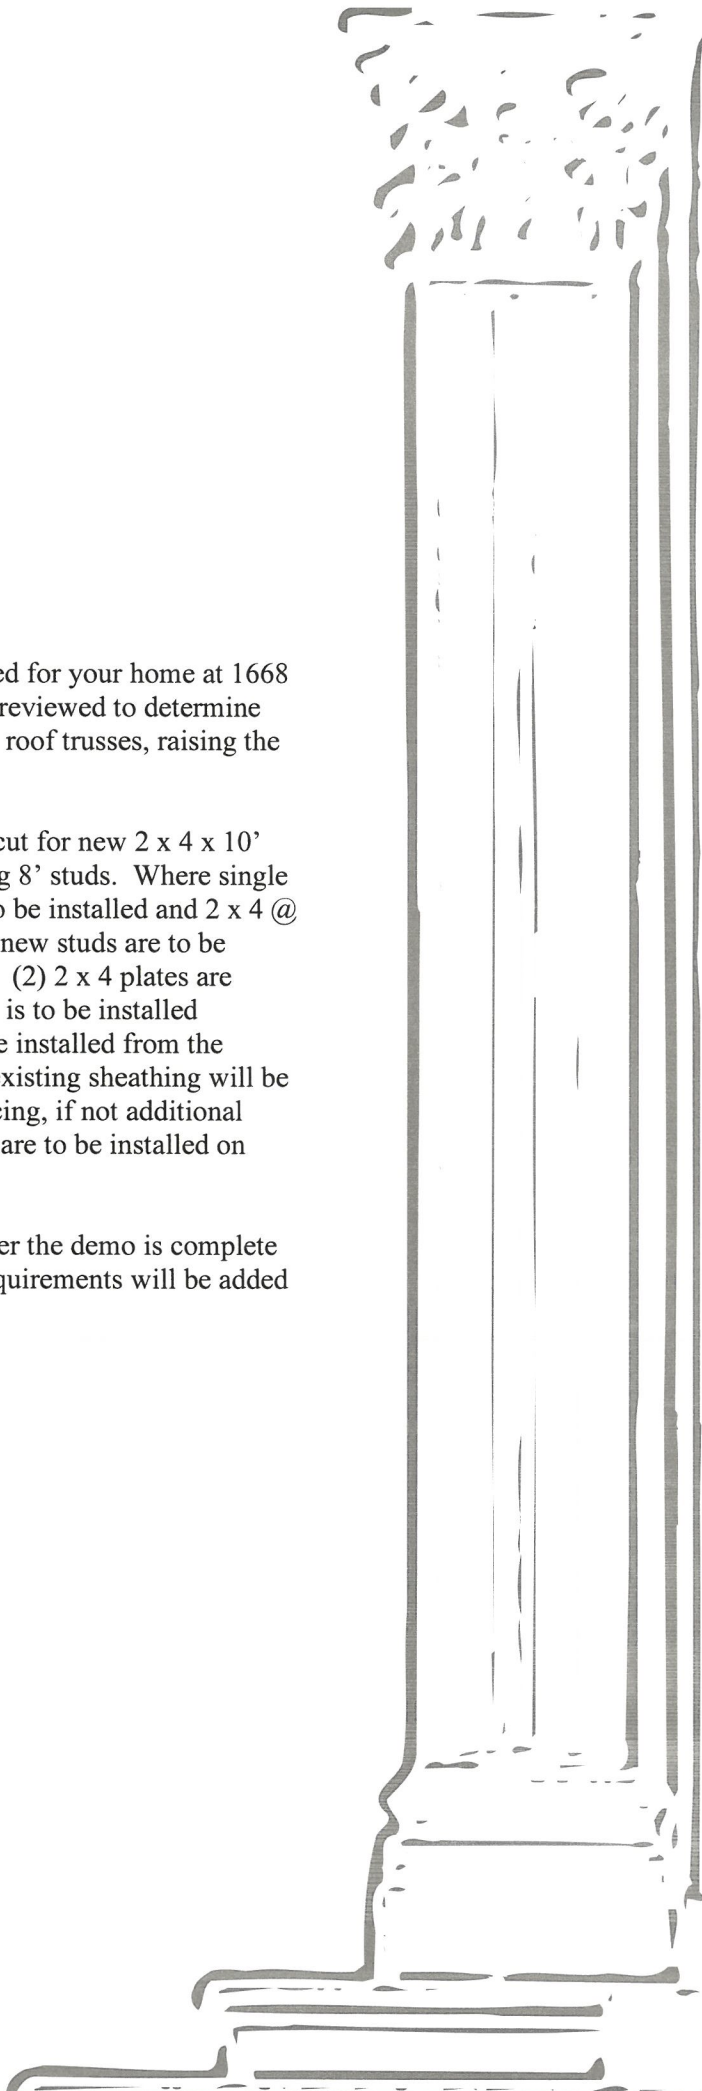 ed for your home at 1668
reviewed to determine
roof trusses, raising the
cut for new 2 x 4 x 10’
g 8’ studs.  Where single
o be installed and 2 x 4 @
new studs are to be
(2) 2 x 4 plates are
is to be installed
e installed from the
existing sheathing will be
cing, if not additional
are to be installed on
er the demo is complete
quirements will be added